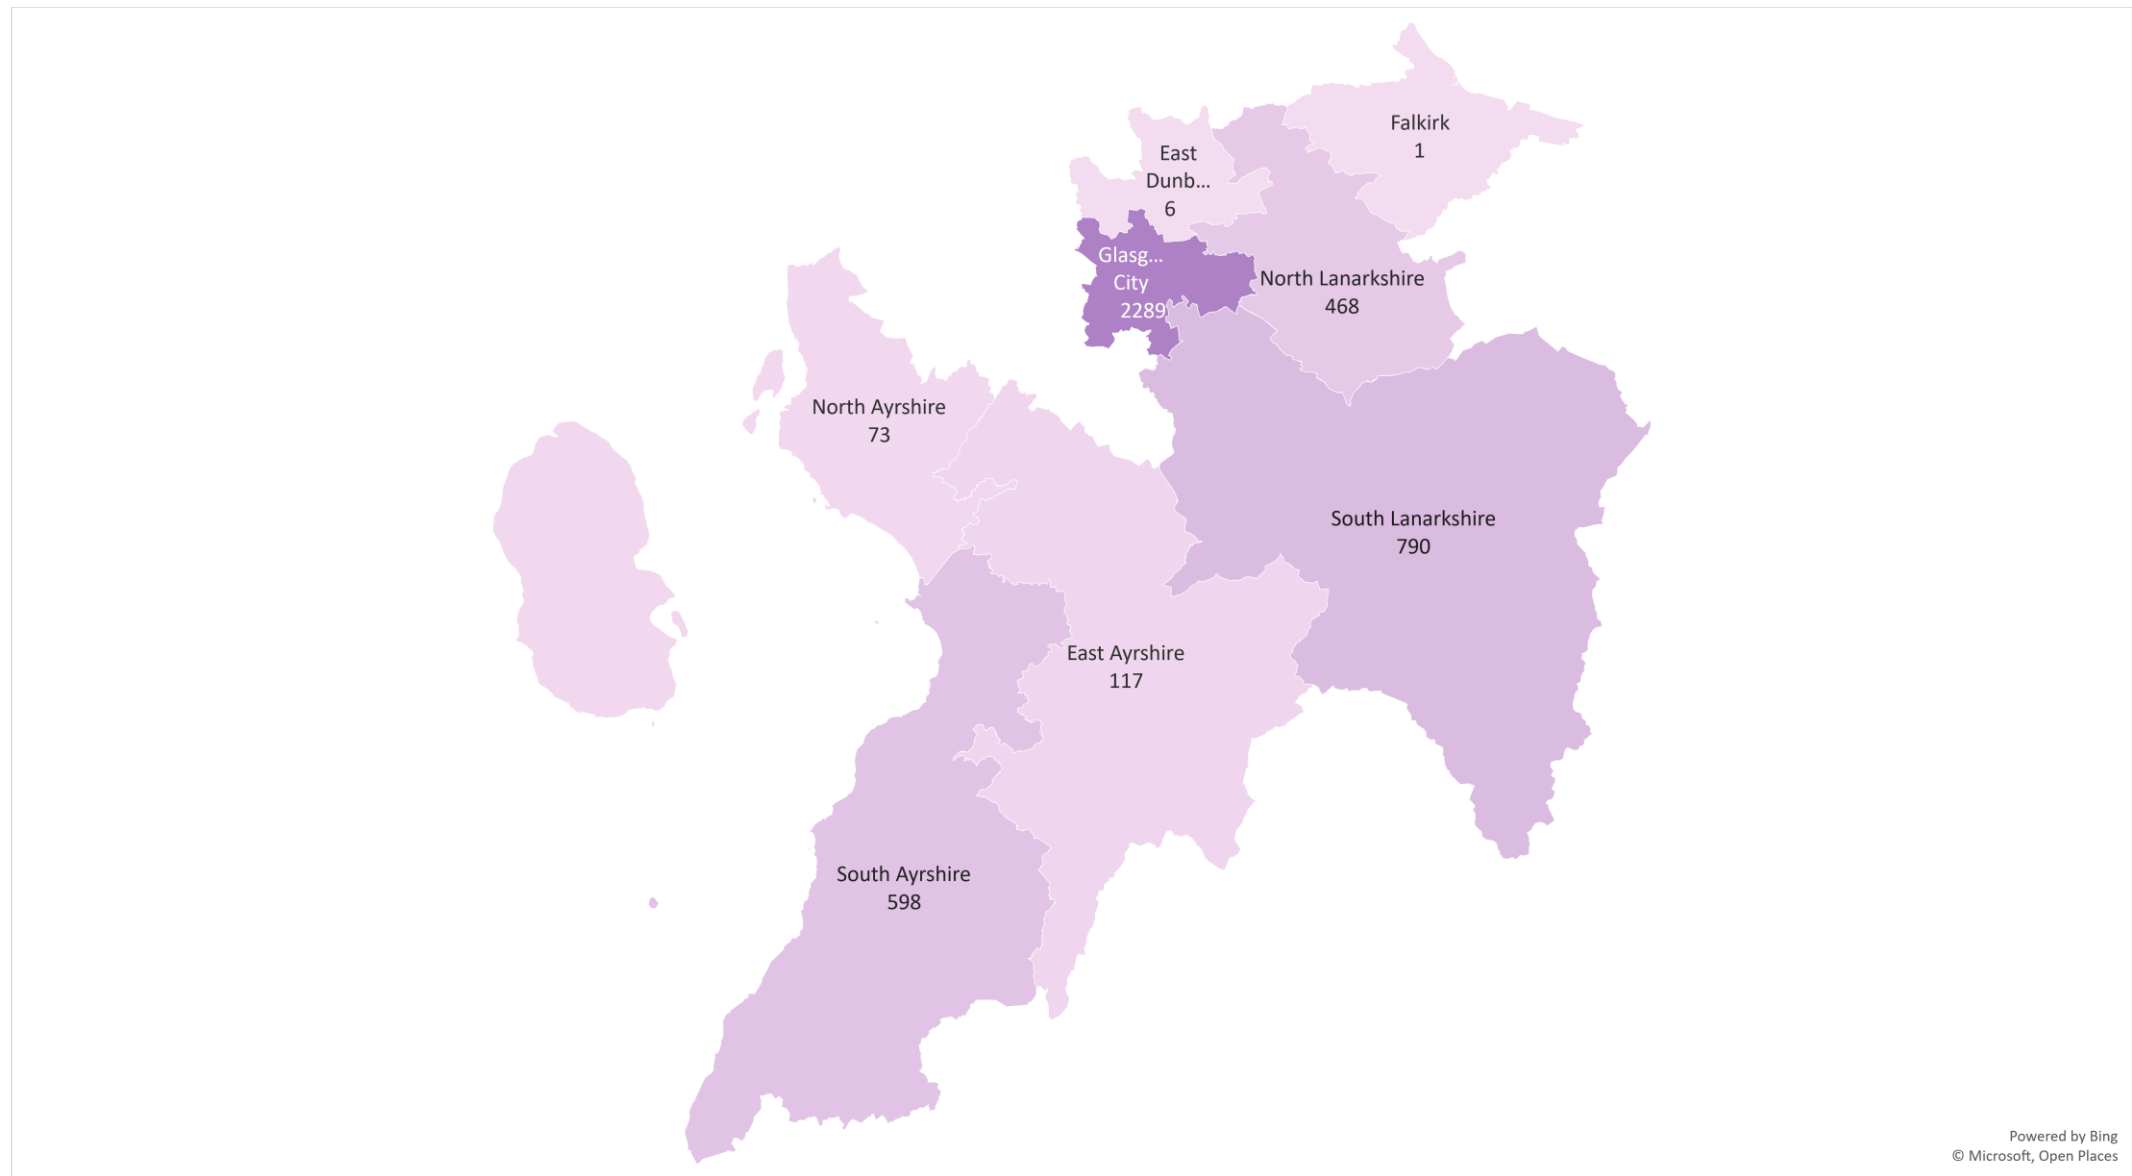 Falkirk
1
East
Dunb...
6
Glasg...
City
2289
North Lanarkshire
468
North Ayrshire
73
South Lanarkshire
790
East Ayrshire
117
South Ayrshire
598
Powered by Bing
© Microsoft, Open Places